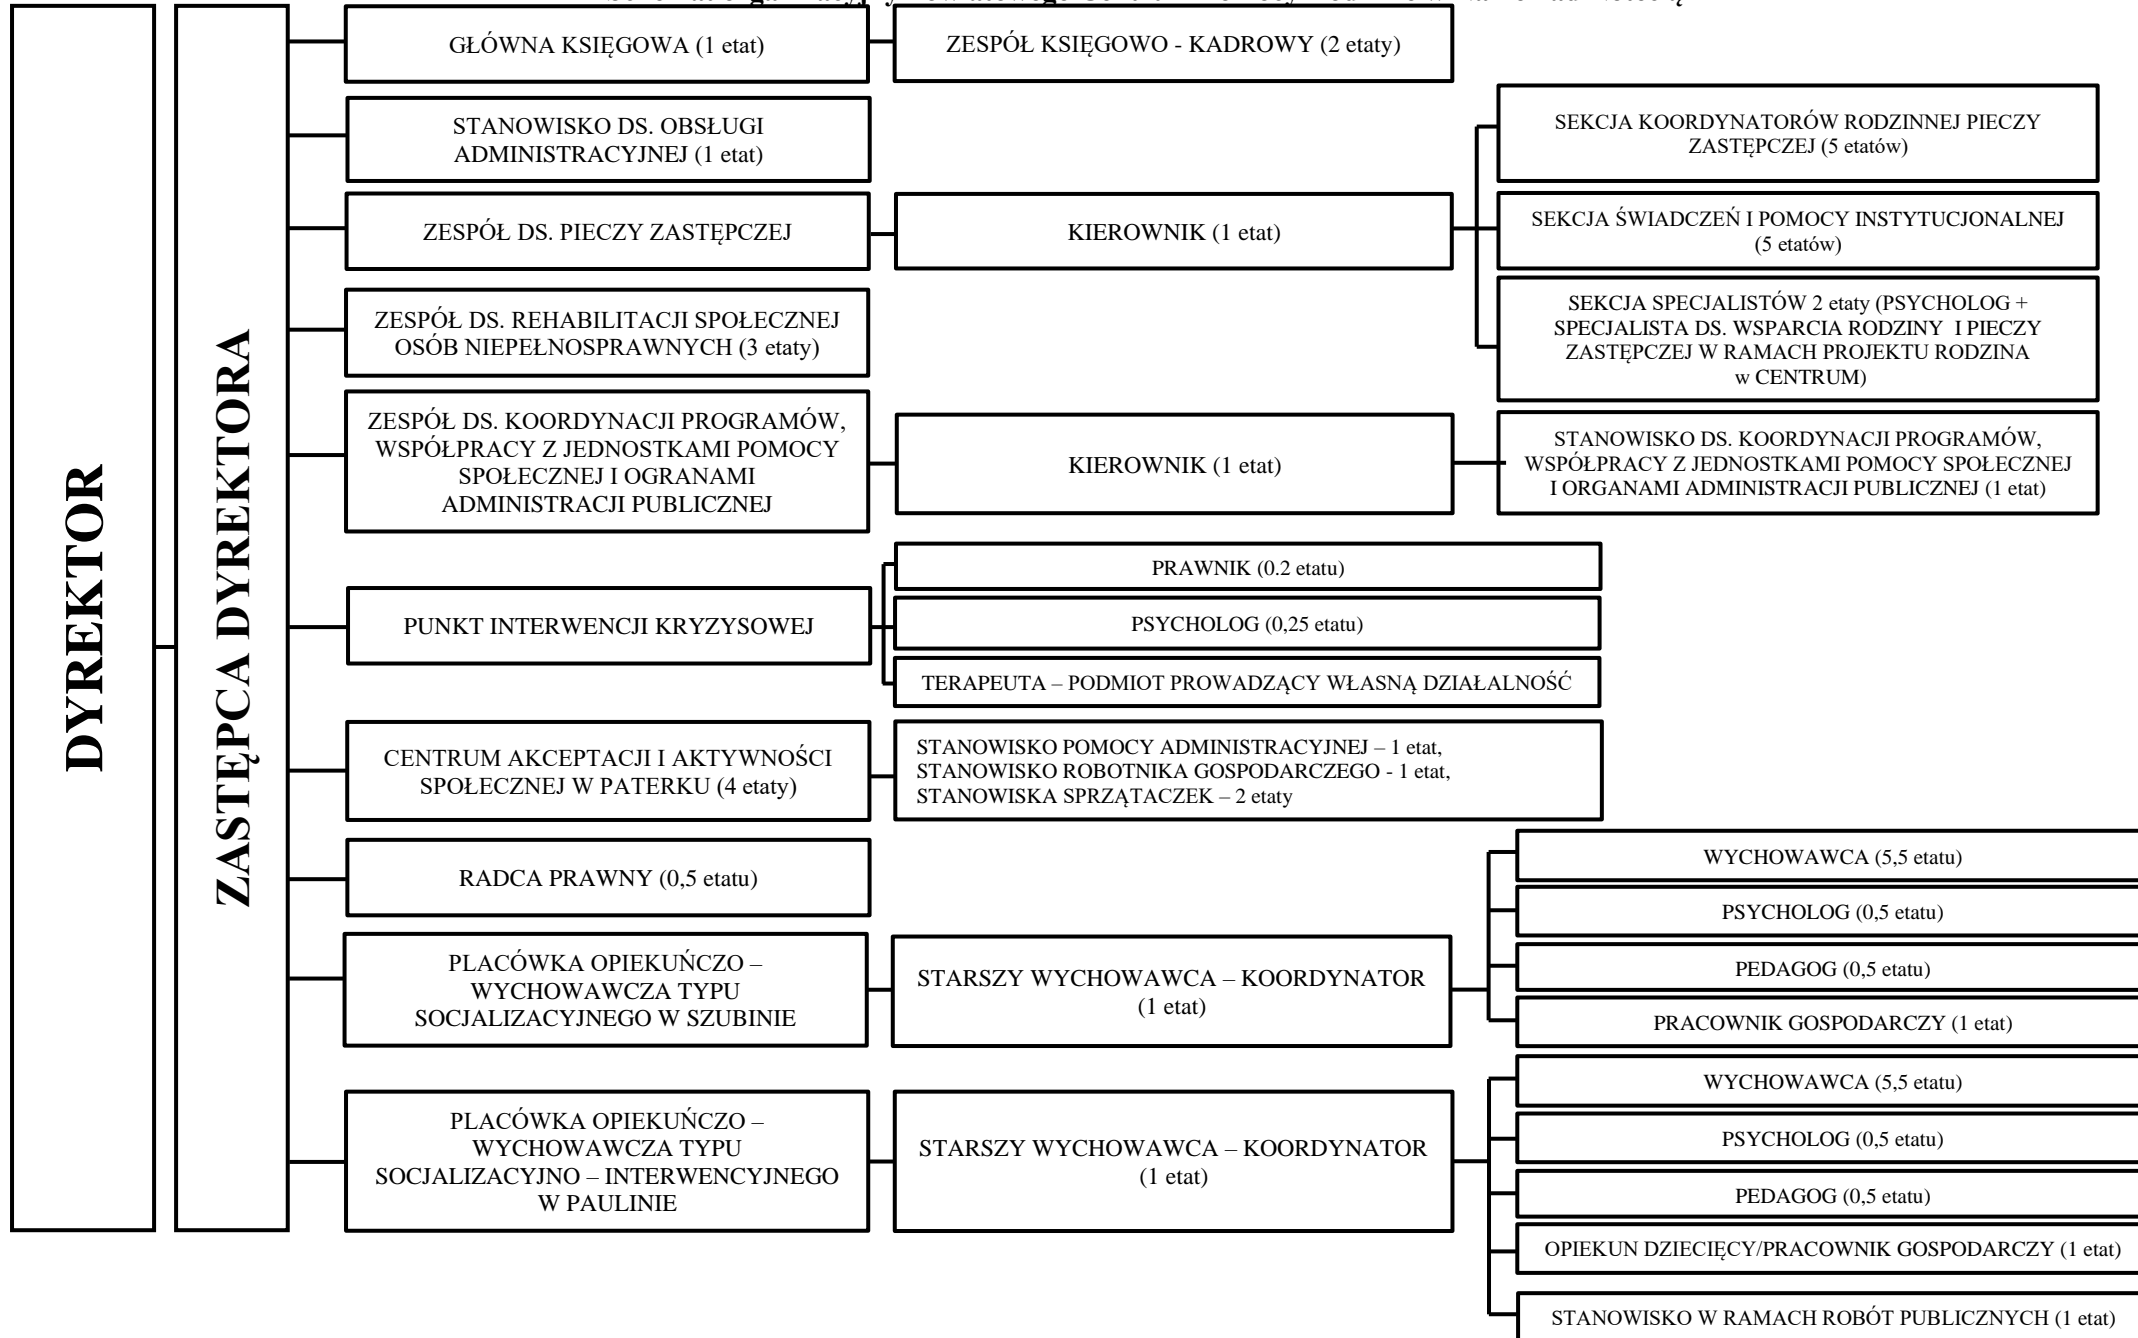 DYREKTOR
ZASTĘPCA DYREKTORA
GŁÓWNA KSIĘGOWA (1 etat)
ZESPÓŁ KSIĘGOWO - KADROWY (2 etaty)
STANOWISKO DS. OBSŁUGI
ADMINISTRACYJNEJ (1 etat)
ZESPÓŁ DS. PIECZY ZASTĘPCZEJ
KIEROWNIK (1 etat)
SEKCJA KOORDYNATORÓW RODZINNEJ PIECZY
ZASTĘPCZEJ (5 etatów)
SEKCJA ŚWIADCZEŃ I POMOCY INSTYTUCJONALNEJ
(5 etatów)
SEKCJA SPECJALISTÓW 2 etaty (PSYCHOLOG +
SPECJALISTA DS. WSPARCIA RODZINY I PIECZY
ZASTĘPCZEJ W RAMACH PROJEKTU RODZINA
w CENTRUM)
ZESPÓŁ DS. REHABILITACJI SPOŁECZNEJ
OSÓB NIEPEŁNOSPRAWNYCH (3 etaty)
ZESPÓŁ DS. KOORDYNACJI PROGRAMÓW,
WSPÓŁPRACY Z JEDNOSTKAMI POMOCY
SPOŁECZNEJ I OGRANAMI
ADMINISTRACJI PUBLICZNEJ
KIEROWNIK (1 etat)
STANOWISKO DS. KOORDYNACJI PROGRAMÓW,
WSPÓŁPRACY Z JEDNOSTKAMI POMOCY SPOŁECZNEJ
I ORGANAMI ADMINISTRACJI PUBLICZNEJ (1 etat)
PUNKT INTERWENCJI KRYZYSOWEJ
PRAWNIK (0.2 etatu)
PSYCHOLOG (0,25 etatu)
TERAPEUTA – PODMIOT PROWADZĄCY WŁASNĄ DZIAŁALNOŚĆ
CENTRUM AKCEPTACJI I AKTYWNOŚCI
SPOŁECZNEJ W PATERKU (4 etaty)
STANOWISKO POMOCY ADMINISTRACYJNEJ – 1 etat,
STANOWISKO ROBOTNIKA GOSPODARCZEGO - 1 etat,
STANOWISKA SPRZĄTACZEK – 2 etaty
RADCA PRAWNY (0,5 etatu)
PLACÓWKA OPIEKUŃCZO –
WYCHOWAWCZA TYPU
SOCJALIZACYJNEGO W SZUBINIE
STARSZY WYCHOWAWCA – KOORDYNATOR
(1 etat)
WYCHOWAWCA (5,5 etatu)
PSYCHOLOG (0,5 etatu)
PEDAGOG (0,5 etatu)
PRACOWNIK GOSPODARCZY (1 etat)
PLACÓWKA OPIEKUŃCZO –
WYCHOWAWCZA TYPU
SOCJALIZACYJNO – INTERWENCYJNEGO
W PAULINIE
STARSZY WYCHOWAWCA – KOORDYNATOR
(1 etat)
WYCHOWAWCA (5,5 etatu)
PSYCHOLOG (0,5 etatu)
PEDAGOG (0,5 etatu)
OPIEKUN DZIECIĘCY/PRACOWNIK GOSPODARCZY (1 etat)
STANOWISKO W RAMACH ROBÓT PUBLICZNYCH (1 etat)